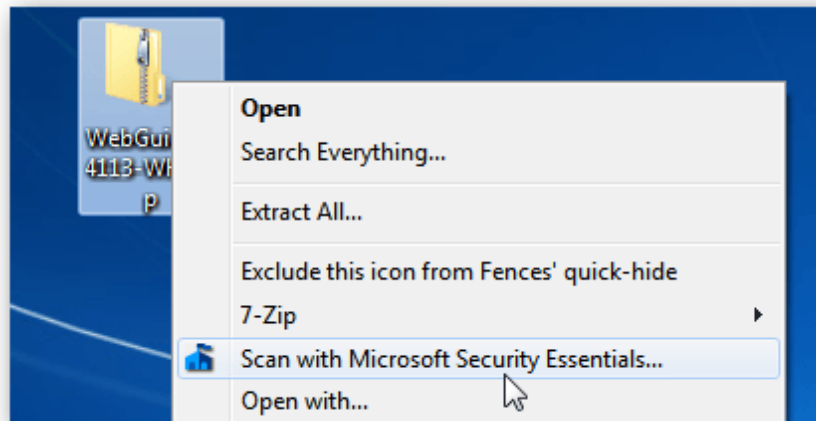 WebGui
4113-WH
p
Open
Search Everything...
Extract All...
Exclude this icon from Fences' quick-hide
7-Zip
Scan with Microsoft Security Essentials...
Open with...